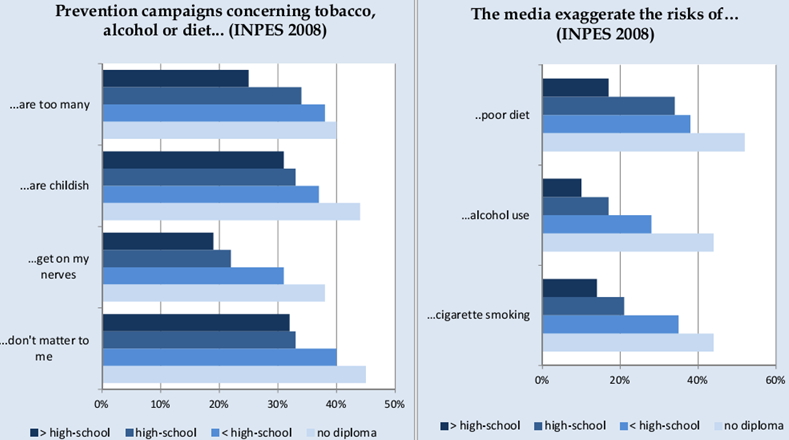 Prevention campaigns concerning tobacco,
alcohol or diet... (INPES 2008)
...are too many
...are childish
...get on my
nerves
...don't matter to
me
0% 10% 20% 30% 40% 50%
> high-school high-school < high-school no diploma
The media exaggerate the risks of...
(INPES 2008)
..poor diet
...alcohol use
...cigarette smoking
0% 20% 40% 60%
> high-school high-school < high-school no diploma